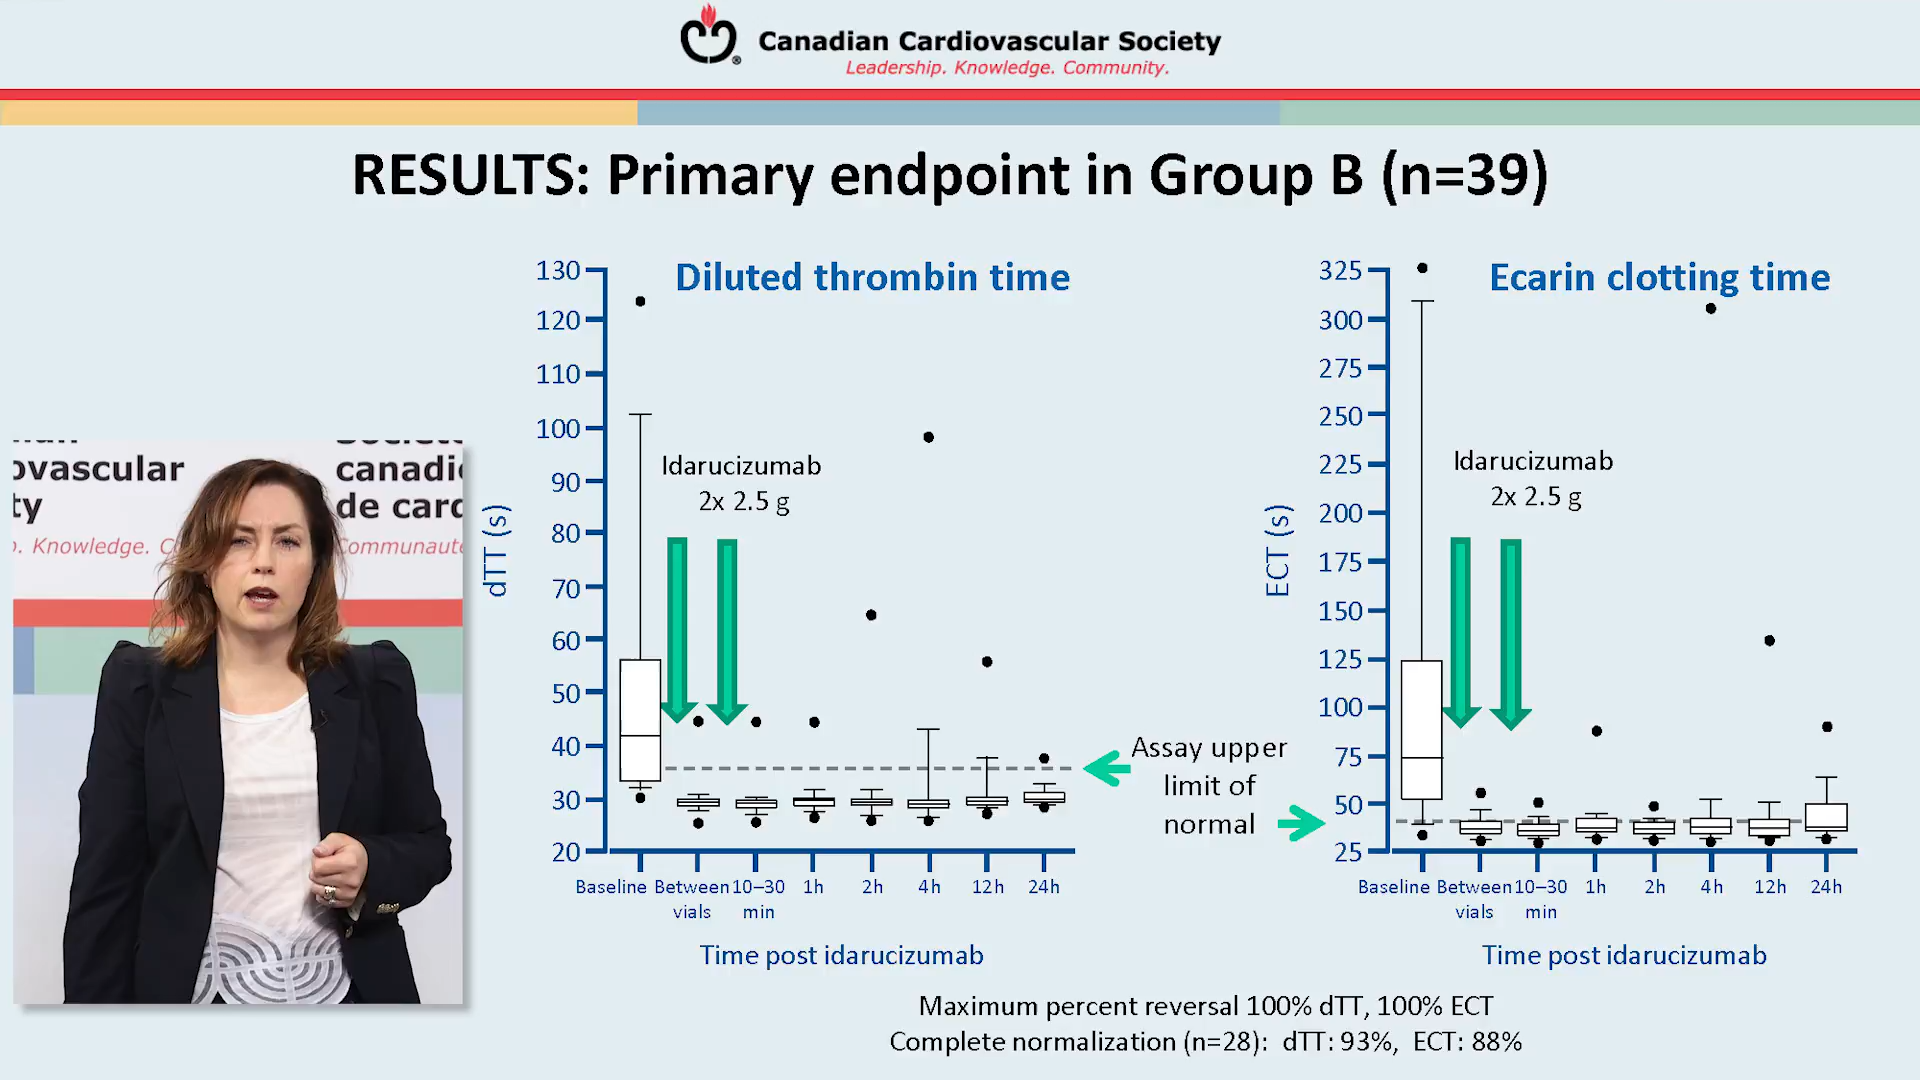 Canadian Cardiovascular Society
Leadership. Knowledge. Community.
RESULTS: Primary endpoint in Group B (n=39)
Diluted thrombin time
dTT (s)
130
120
110
100
90
80
70
60
50
40
30
20
Idarucizumab
2x 2.5 g
Baseline Between 10–30 1h 2h 4h 12h 24h
vials min
Time post idarucizumab
Assay upper
limit of
normal
Ecarin clotting time
ECT (s)
325
300
275
250
225
200
175
150
125
100
75
50
25
Idarucizumab
2x 2.5 g
Baseline Between 10–30 1h 2h 4h 12h 24h
vials min
Time post idarucizumab
Maximum percent reversal 100% dTT, 100% ECT
Complete normalization (n=28): dTT: 93%, ECT: 88%
ovascular
ty
. Knowledge. C
canadi
de card
ommunaut